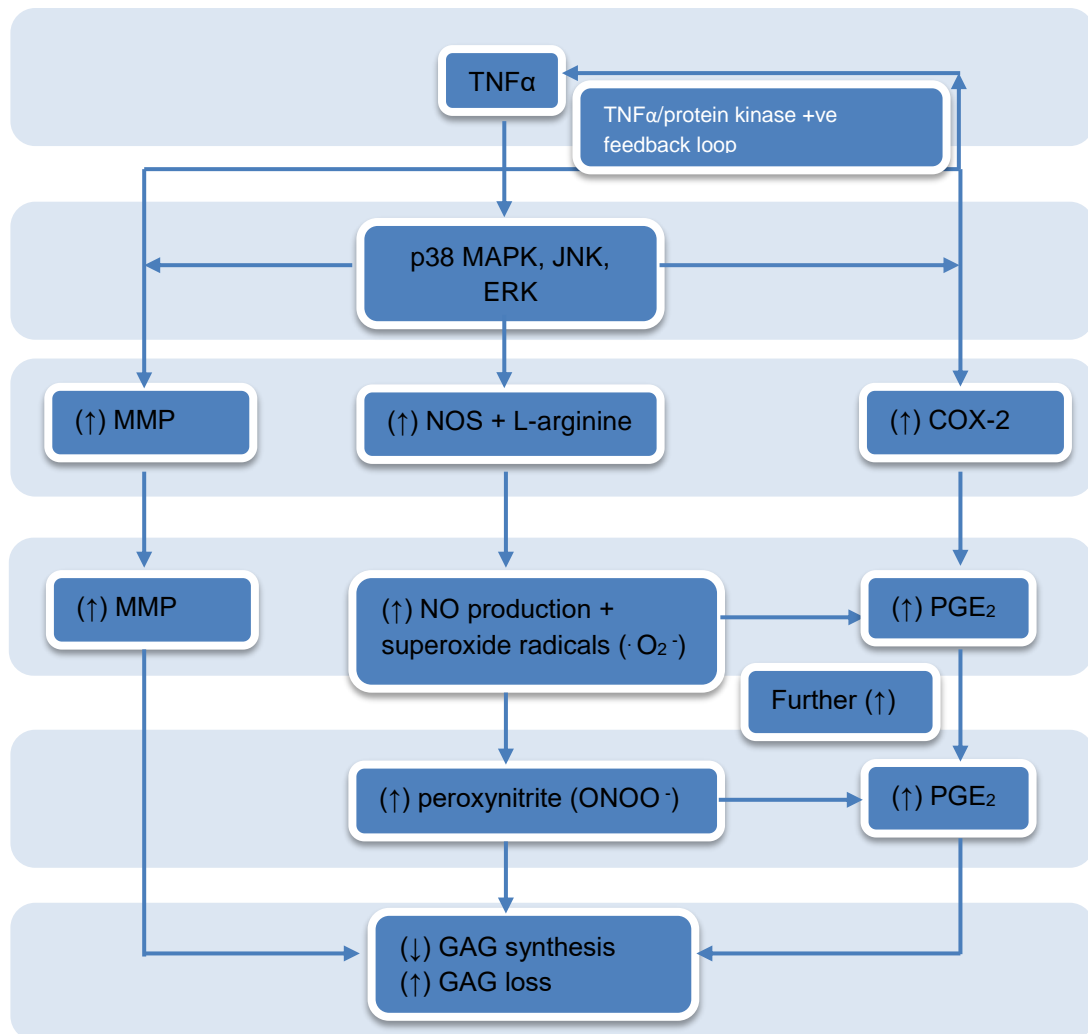 TNFα
TNFα/protein kinase +ve
feedback loop
p38 MAPK, JNK,
ERK
(↑) MMP
(↑) NOS + L-arginine
(↑) COX-2
(↑) MMP
(↑) NO production +
superoxide radicals (·O₂⁻)
(↑) PGE₂
Further (↑)
(↑) peroxynitrite (ONOO⁻)
(↑) PGE₂
(↓) GAG synthesis
(↑) GAG loss